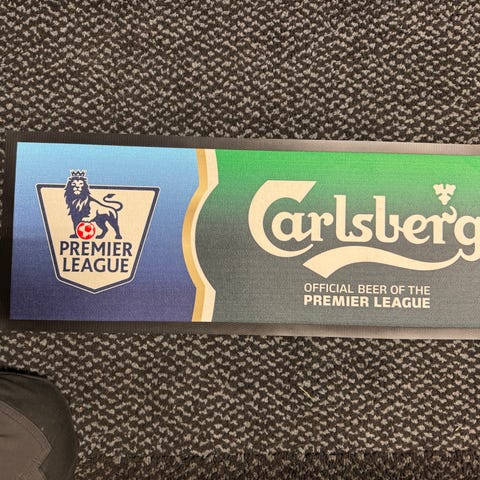 PREMIER
LEAGUE
Carlsberg
OFFICIAL BEER OF THE
PREMIER LEAGUE